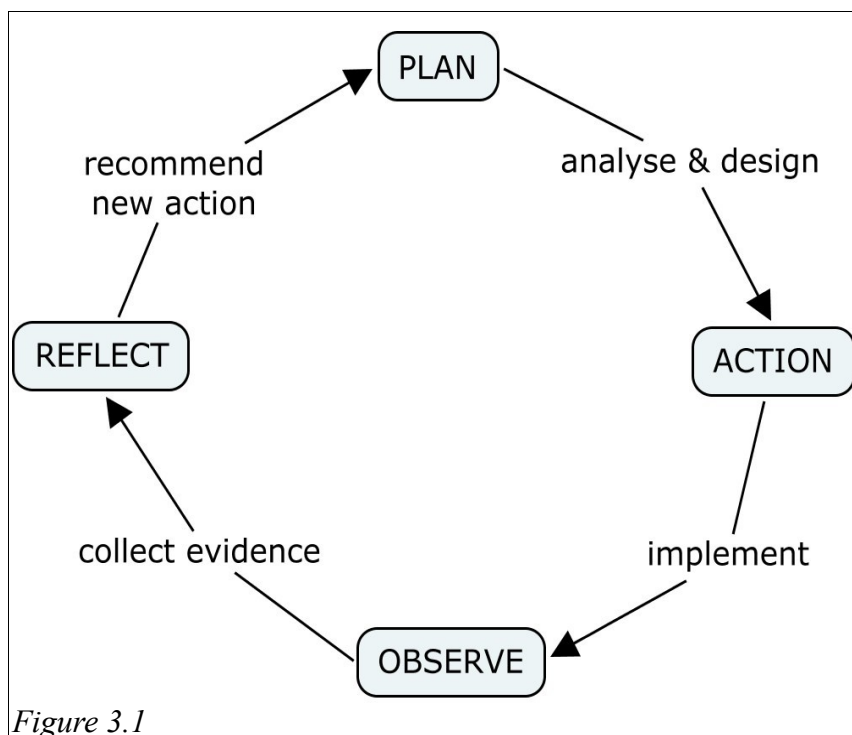 PLAN
analyse & design
ACTION
implement
OBSERVE
collect evidence
REFLECT
recommend
new action
Figure 3.1